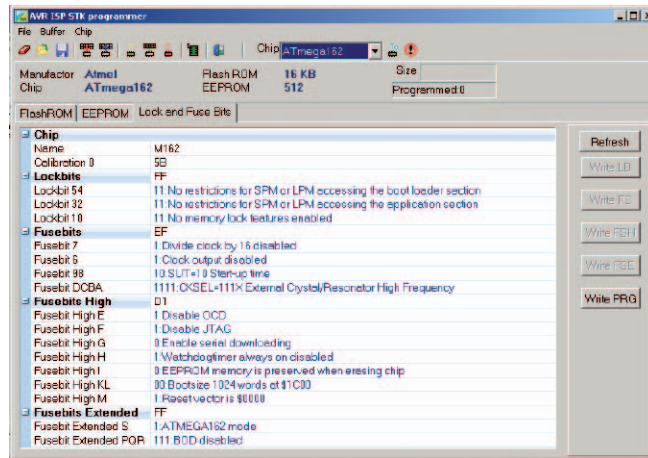 AVR ISP STK programmer
File Buffer Chip
Chip ATmega162
Manufactor Atmel Flash ROM 16 KB Size
Chip ATmega162 EEPROM 512 Programmed:0
FlashROM EEPROM Lock and Fuse Bits
Chip
Name M162
Calibration 0 5B
Lockbits FF
Lockbit 54 11:No restrictions for SPM or LPM accessing the boot loader section
Lockbit 32 11:No restrictions for SPM or LPM accessing the application section
Lockbit 10 11:No memory lock features enabled
Fusebits EF
Fusebit 7 1:Divide clock by 16 disabled
Fusebit 6 1:Clock output disabled
Fusebit 98 10:SUT=10 Start-up time
Fusebit DCBA 1111:CKSEL=111X External Crystal/Resonator High Frequency
Fusebits High D1
Fusebit High E 1:Disable OCD
Fusebit High F 1:Disable JTAG
Fusebit High G 0:Enable serial downloading
Fusebit High H 1:Watchdogtimer always on disabled
Fusebit High I 0:EEPROM memory is preserved when erasing chip
Fusebit High KL 00:Bootsize 1024 words at $1C00
Fusebit High M 1:Resetvector is $0000
Fusebits Extended FF
Fusebit Extended S 1:ATMEGA162 mode
Fusebit Extended PQR 111:BOD disabled
Refresh
Write LB
Write FB
Write FSH
Write FSE
Write PRG